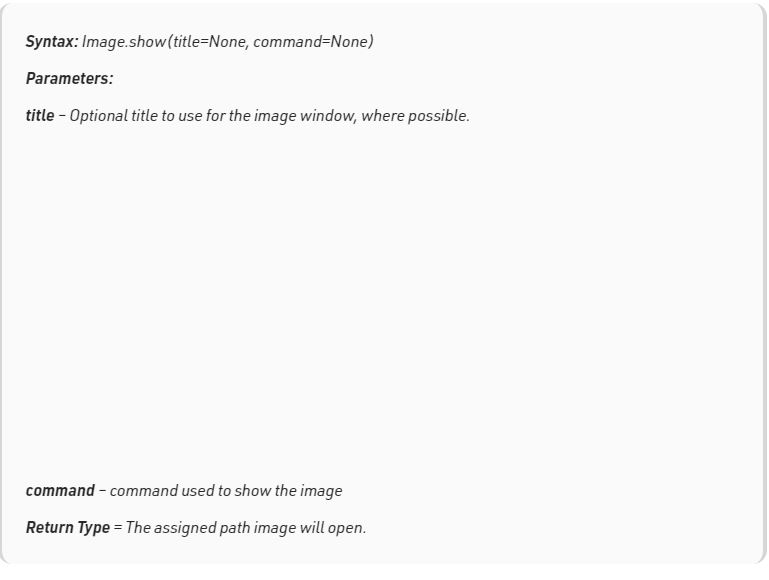 Syntax: Image.show(title=None, command=None)
Parameters:
title – Optional title to use for the image window, where possible.
command – command used to show the image
Return Type = The assigned path image will open.